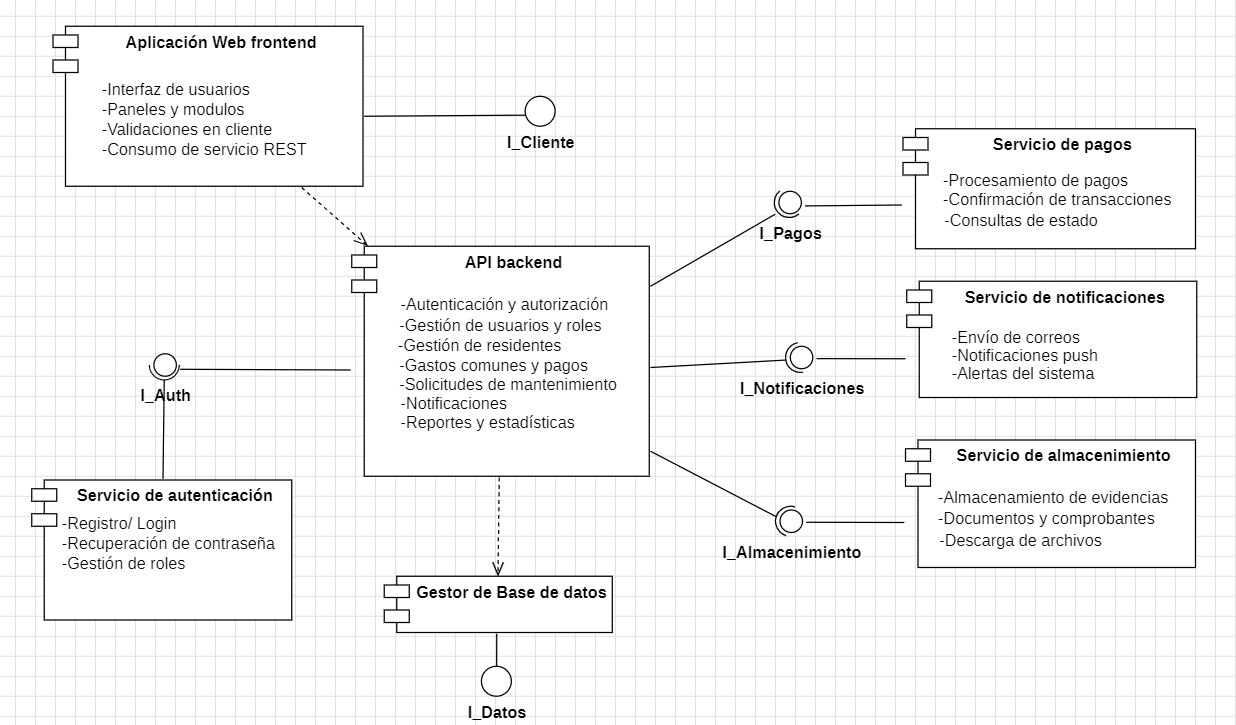 Aplicación Web frontend
-Interfaz de usuarios
-Paneles y modulos
-Validaciones en cliente
-Consumo de servicio REST
I_Cliente
Servicio de pagos
-Procesamiento de pagos
-Confirmación de transacciones
-Consultas de estado
I_Pagos
API backend
-Autenticación y autorización
-Gestión de usuarios y roles
-Gestión de residentes
-Gastos comunes y pagos
-Solicitudes de mantenimiento
-Notificaciones
-Reportes y estadísticas
Servicio de notificaciones
-Envío de correos
-Notificaciones push
-Alertas del sistema
I_Notificaciones
I_Auth
Servicio de almacenimiento
-Almacenamiento de evidencias
-Documentos y comprobantes
-Descarga de archivos
I_Almacenimiento
Servicio de autenticación
-Registro/ Login
-Recuperación de contraseña
-Gestión de roles
Gestor de Base de datos
I_Datos